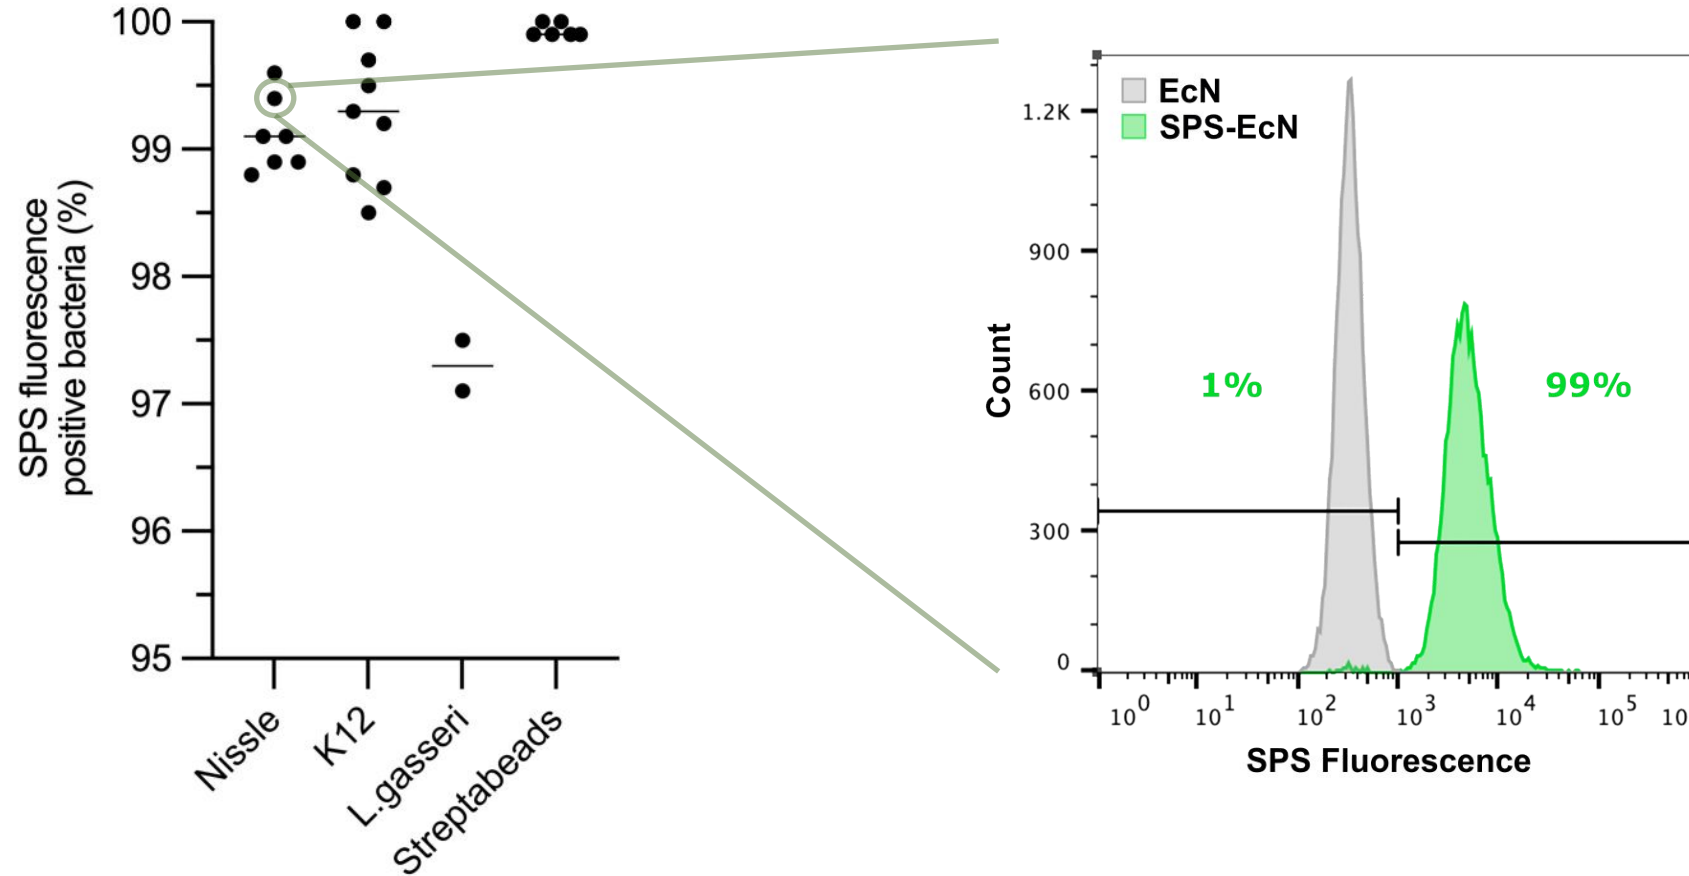 SPS fluorescence
positive bacteria (%)
100
99
98
97
96
95
Nissle
K12
L.gasseri
Streptabeads
EcN
SPS-EcN
Count
1.2K
900
600
300
0
1%
99%
10^0 10^1 10^2 10^3 10^4 10^5 10
SPS Fluorescence